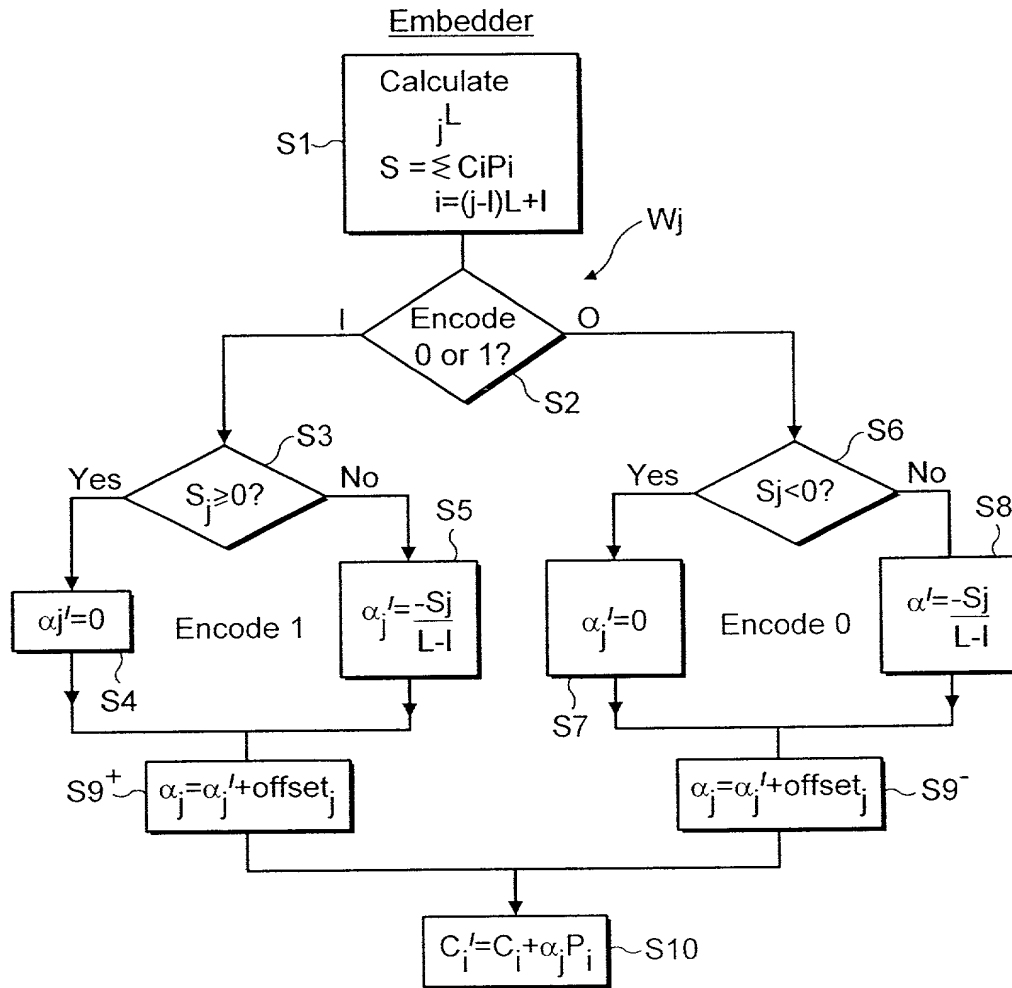 Embedder
Calculate
jL
S = ≤ CiPi
i=(j-I)L+I
S1
Wj
I
Encode
0 or 1?
O
S2
S3
Yes
Sj≥0?
No
S6
Yes
Sj<0?
No
S5
S8
αj'=0
Encode 1
αj'=-Sj
L-I
αj'=0
Encode 0
α'=-Sj
L-I
S4
S7
S9+
αj=αj'+offsetj
αj=αj'+offsetj
S9-
Ci'=Ci+αjPi
S10